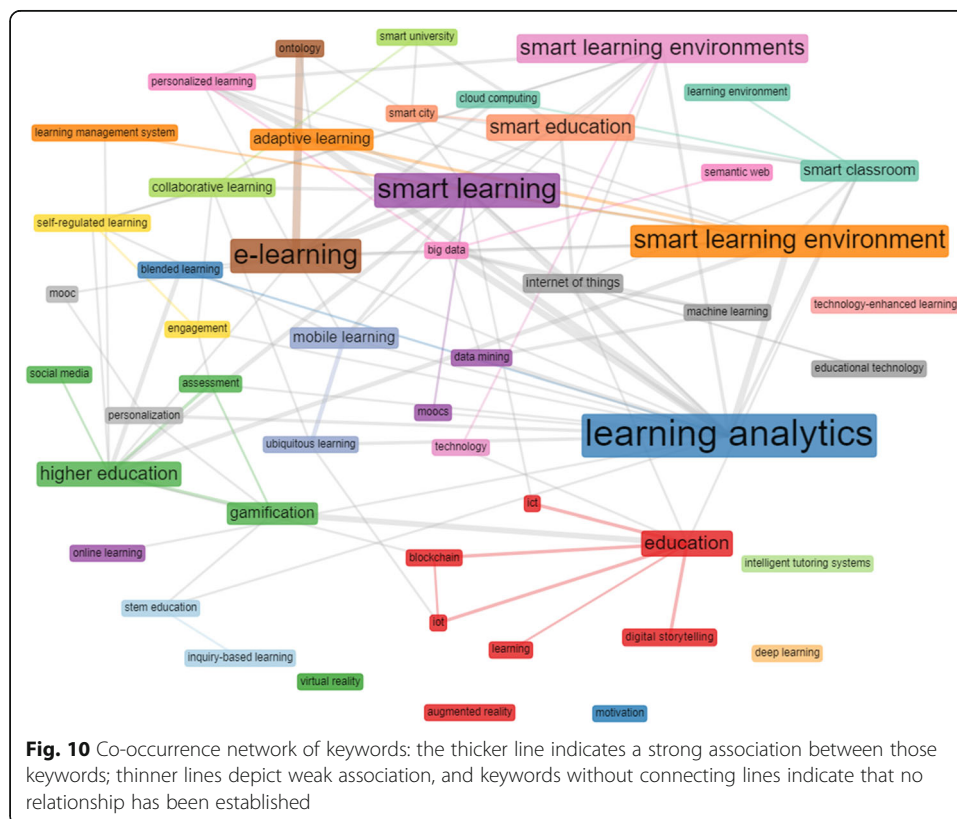 smart university
smart learning environments
ontology
personalized learning
cloud computing
learning environment
smart city
learning management system
adaptive learning
smart education
semantic web
smart classroom
collaborative learning
smart learning
self-regulated learning
big data
smart learning environment
e-learning
blended learning
internet of things
mooc
technology-enhanced learning
machine learning
engagement
mobile learning
data mining
educational technology
social media
assessment
personalization
moocs
learning analytics
ubiquitous learning
technology
higher education
ict
gamification
education
online learning
blockchain
intelligent tutoring systems
stem education
iot
digital storytelling
learning
inquiry-based learning
deep learning
virtual reality
augmented reality
motivation
Fig. 10 Co-occurrence network of keywords: the thicker line indicates a strong association between those
keywords; thinner lines depict weak association, and keywords without connecting lines indicate that no
relationship has been established